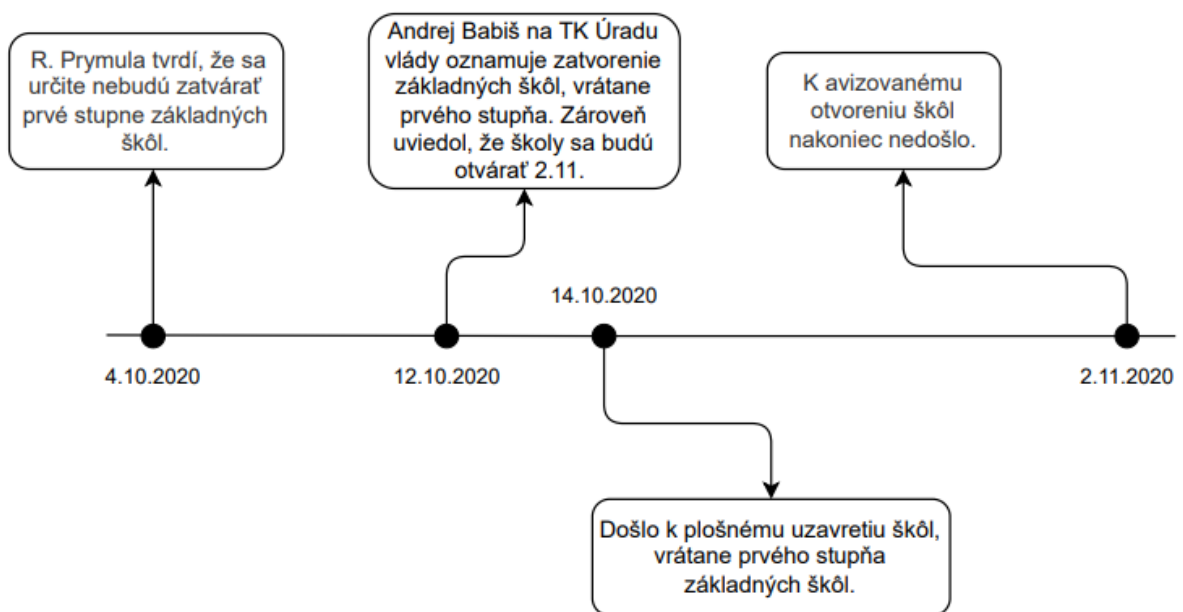 R. Prymula tvrdí, že sa
určite nebudú zatvárať
prvé stupne základných
škôl.
Andrej Babiš na TK Úradu
vlády oznamuje zatvorenie
základných škôl, vrátane
prvého stupňa. Zároveň
uviedol, že školy sa budú
otvárať 2.11.
K avizovanému
otvoreniu škôl
nakoniec nedošlo.
14.10.2020
4.10.2020
12.10.2020
2.11.2020
Došlo k plošnému uzavretiu škôl,
vrátane prvého stupňa
základných škôl.